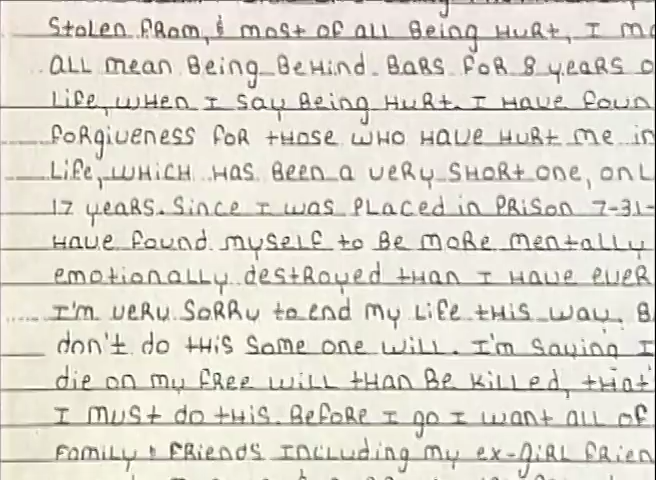 Stolen from, & most of all Being Hurt, I
all mean Being Behind Bars for 8 years
Life, when I say Being Hurt. I have
forgiveness for those who have hurt me in
Life, which has Been a very short one,
17 years. Since I was placed in Prison 7-31-
have found myself to Be more mentally
emotionally destroyed than I have ever
I'm very sorry to end my Life this way.
don't do this some one will. I'm saying I
die on my free will than Be killed, that
I must do this. Before I go I want all of
family & friends including my ex-girl